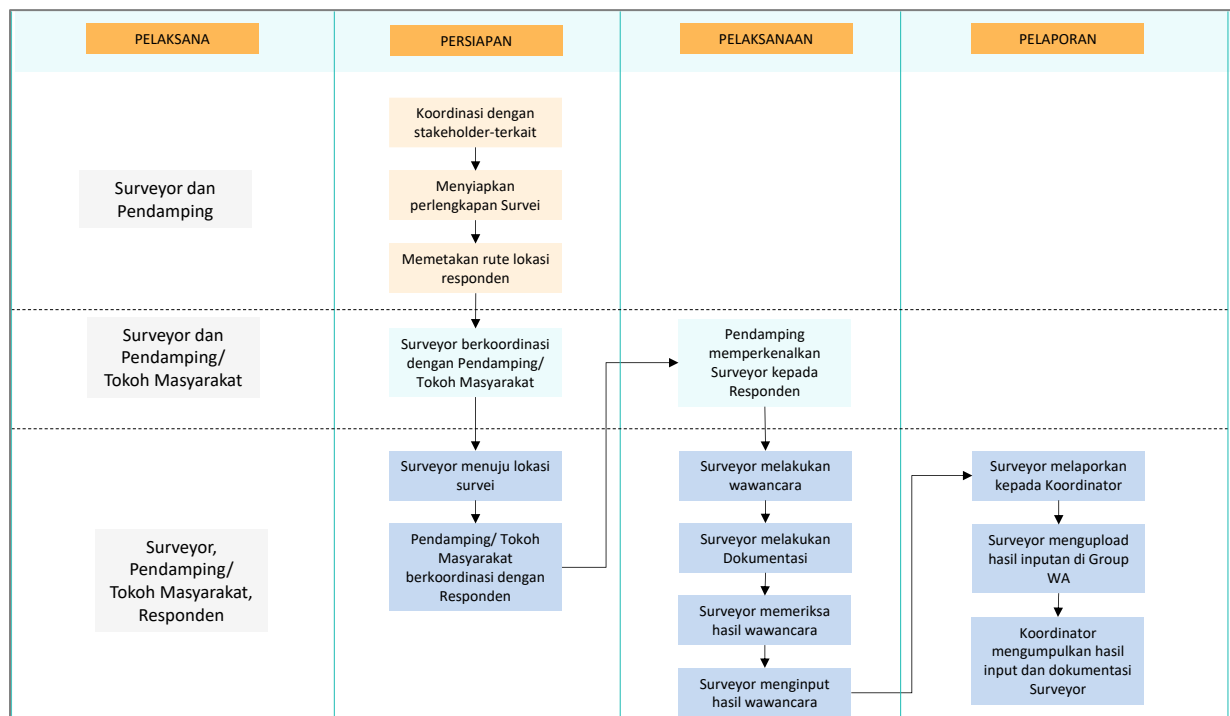 PELAKSANA
PERSIAPAN
PELAKSANAAN
PELAPORAN
Surveyor dan
Pendamping
Koordinasi dengan
stakeholder-terkait
Menyiapkan
perlengkapan Survei
Memetakan rute lokasi
responden
Surveyor dan
Pendamping/
Tokoh Masyarakat
Surveyor berkoordinasi
dengan Pendamping/
Tokoh Masyarakat
Pendamping
memperkenalkan
Surveyor kepada
Responden
Surveyor,
Pendamping/
Tokoh Masyarakat,
Responden
Surveyor menuju lokasi
survei
Pendamping/ Tokoh
Masyarakat
berkoordinasi dengan
Responden
Surveyor melakukan
wawancara
Surveyor melakukan
Dokumentasi
Surveyor memeriksa
hasil wawancara
Surveyor menginput
hasil wawancara
Surveyor melaporkan
kepada Koordinator
Surveyor mengupload
hasil inputan di Group
WA
Koordinator
mengumpulkan hasil
input dan dokumentasi
Surveyor